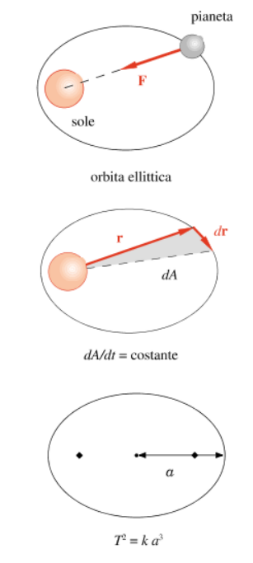 pianeta
F
sole
orbita ellittica
r
dr
dA
dA/dt = costante
a
T² = k a³